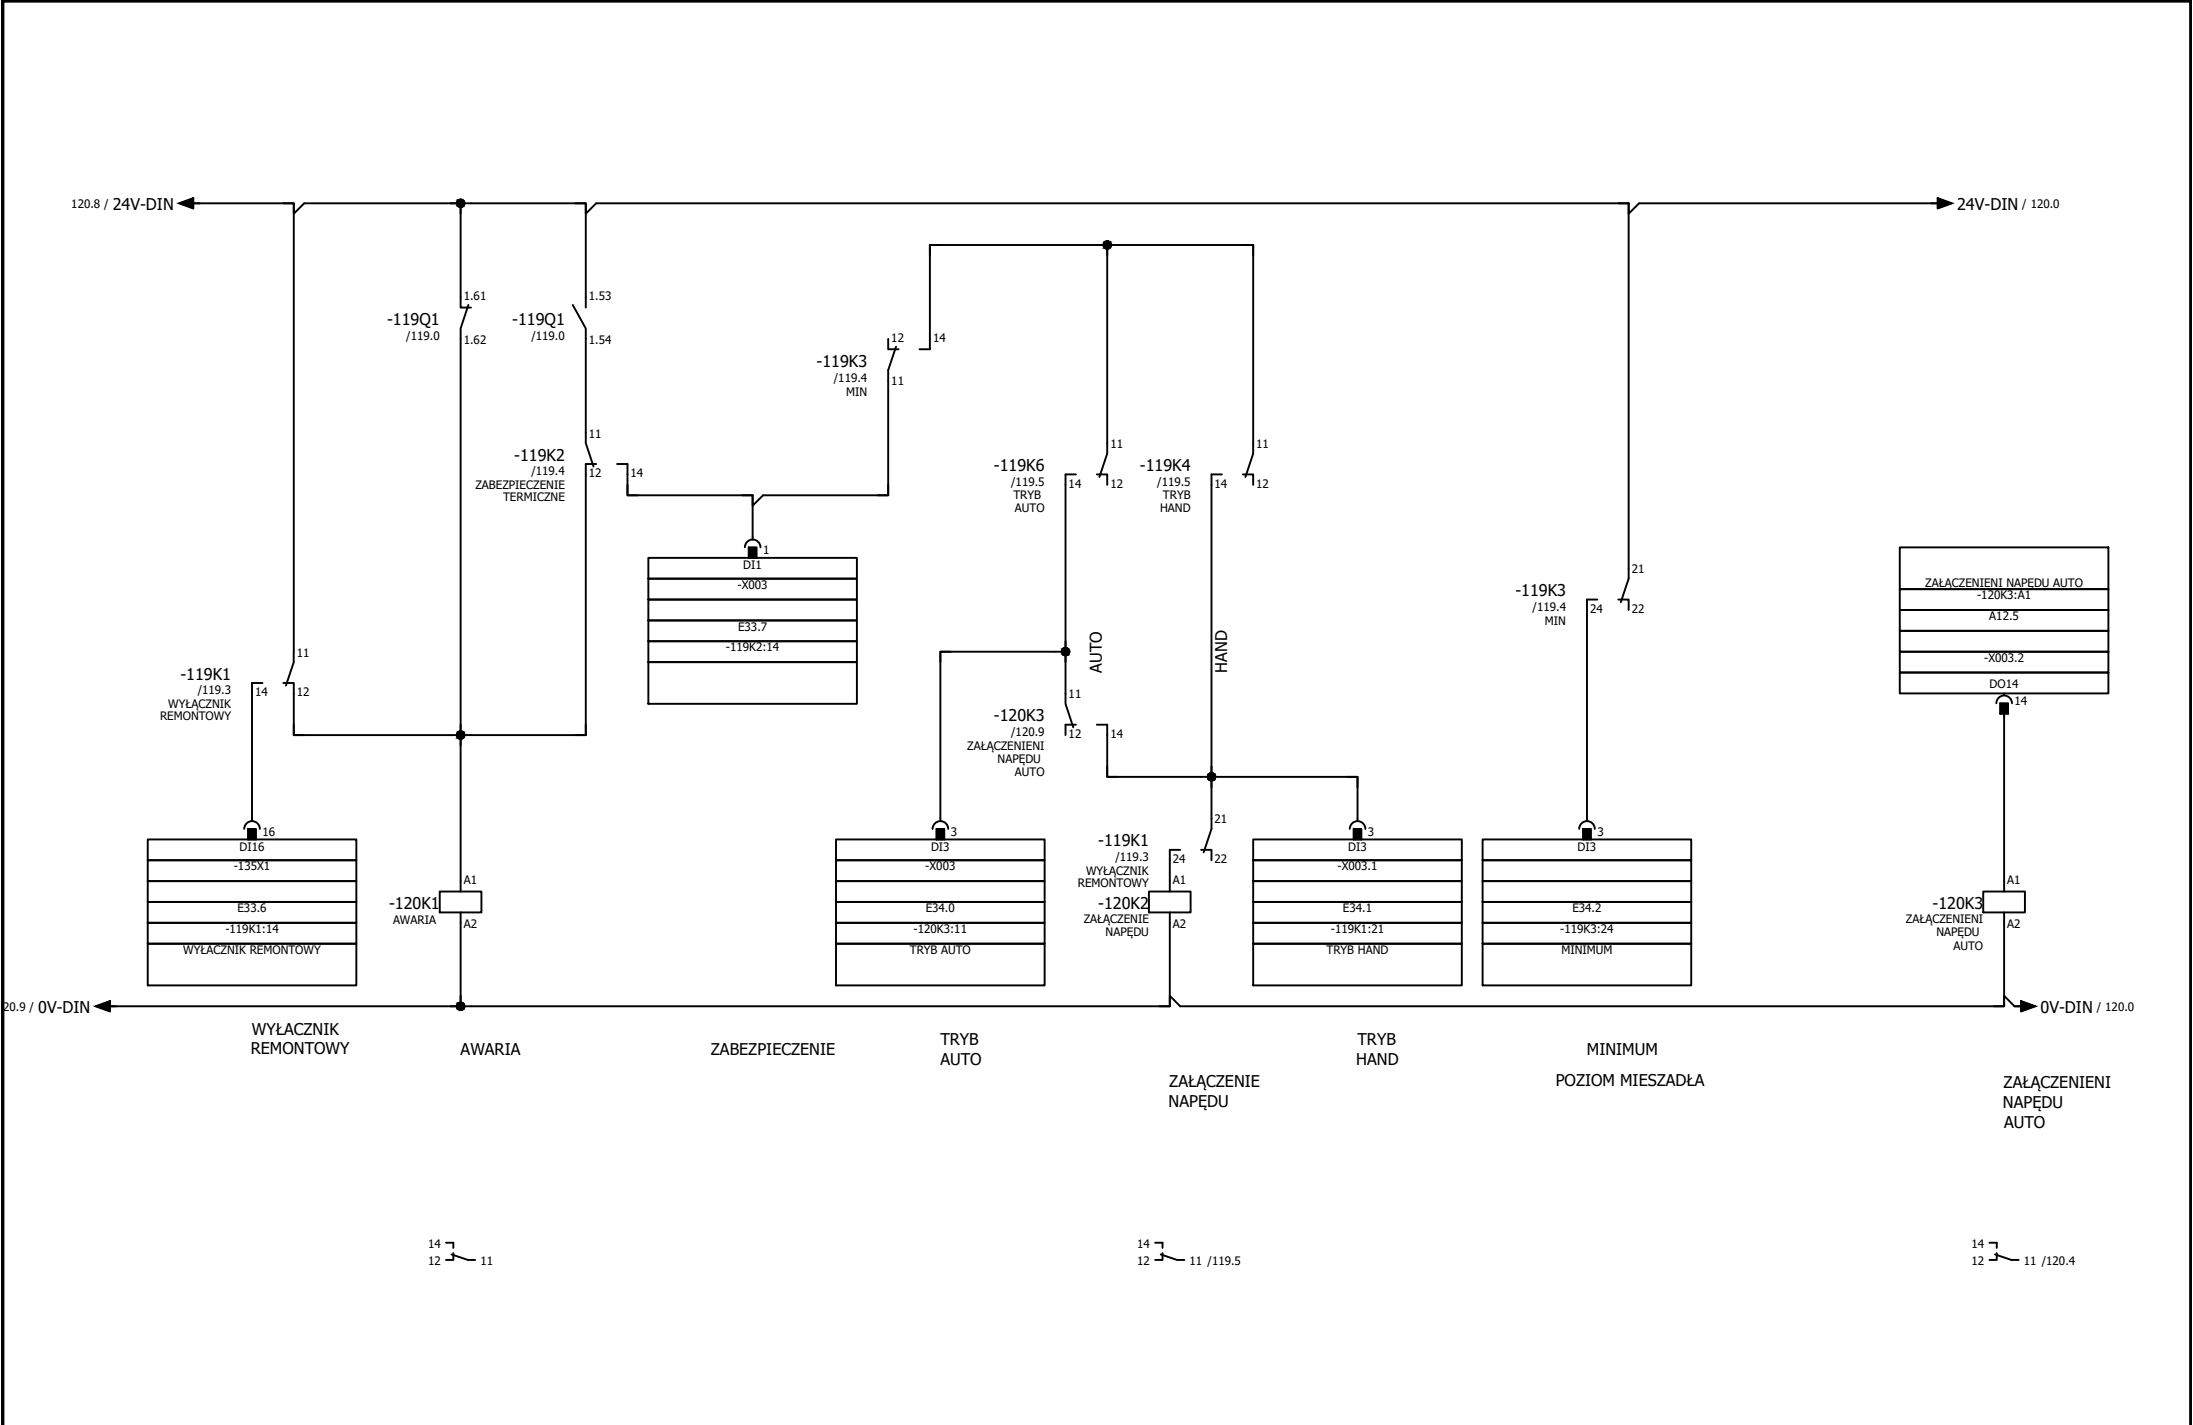 120.8 / 24V-DIN
24V-DIN / 120.0
1.61
-119Q1
/119.0
1.62
1.53
-119Q1
/119.0
1.54
12
14
-119K3
/119.4
MIN
11
11
-119K2
/119.4
ZABEZPIECZENIE
TERMICZNE
12
14
11
-119K6
/119.5
TRYB
AUTO
14
12
11
-119K4
/119.5
TRYB
HAND
14
12
1
DI1
-X003
E33.7
-119K2:14
21
-119K3
/119.4
MIN
24
22
ZAŁĄCZENIENI NAPĘDU AUTO
-120K3:A1
A12.5
-X003.2
DO14
14
11
-119K1
/119.3
WYŁĄCZNIK
REMONTOWY
14
12
AUTO
HAND
11
-120K3
/120.9
ZAŁĄCZENIENI
NAPĘDU
AUTO
12
14
16
DI16
-135X1
E33.6
-119K1:14
WYŁĄCZNIK REMONTOWY
A1
-120K1
AWARIA
A2
3
DI3
-X003
E34.0
-120K3:11
TRYB AUTO
21
-119K1
/119.3
WYŁĄCZNIK
REMONTOWY
24
22
A1
-120K2
ZAŁĄCZENIE
NAPĘDU
A2
3
DI3
-X003.1
E34.1
-119K1:21
TRYB HAND
3
DI3
E34.2
-119K3:24
MINIMUM
A1
-120K3
ZAŁĄCZENIENI
NAPĘDU
AUTO
A2
20.9 / 0V-DIN
0V-DIN / 120.0
WYŁACZNIK
REMONTOWY
AWARIA
ZABEZPIECZENIE
TRYB
AUTO
ZAŁĄCZENIE
NAPĘDU
TRYB
HAND
MINIMUM
POZIOM MIESZADŁA
ZAŁĄCZENIENI
NAPĘDU
AUTO
14
12 11
14
12 11 /119.5
14
12 11 /120.4